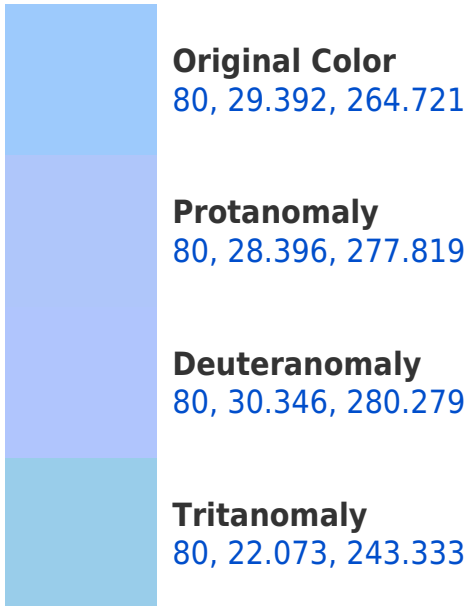 Original Color
80, 29.392, 264.721
Protanomaly
80, 28.396, 277.819
Deuteranomaly
80, 30.346, 280.279
Tritanomaly
80, 22.073, 243.333